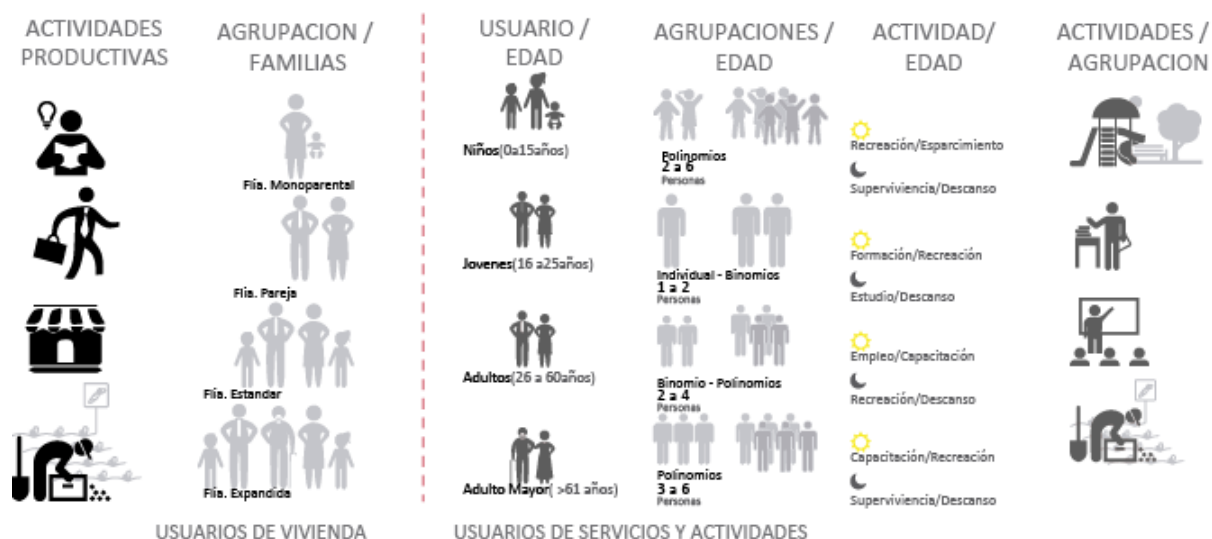 ACTIVIDADES
PRODUCTIVAS
AGRUPACION /
FAMILIAS
USUARIO /
EDAD
AGRUPACIONES /
EDAD
ACTIVIDAD/
EDAD
ACTIVIDADES /
AGRUPACION
Flia. Monoparental
Flia. Pareja
Flia. Estandar
Flia. Expandida
Niños(0a15años)
Jovenes(16 a25años)
Adultos(26 a 60años)
Adulto Mayor( >61 años)
Polinomios
2 a 6
Personas
Individual - Binomios
1 a 2
Personas
Binomio - Polinomios
2 a 4
Personas
Polinomios
3 a 6
Personas
Recreación/Esparcimiento
Superviviencia/Descanso
Formación/Recreación
Estudio/Descanso
Empleo/Capacitación
Recreación/Descanso
Capacitación/Recreación
Superviviencia/Descanso
USUARIOS DE VIVIENDA
USUARIOS DE SERVICIOS Y ACTIVIDADES